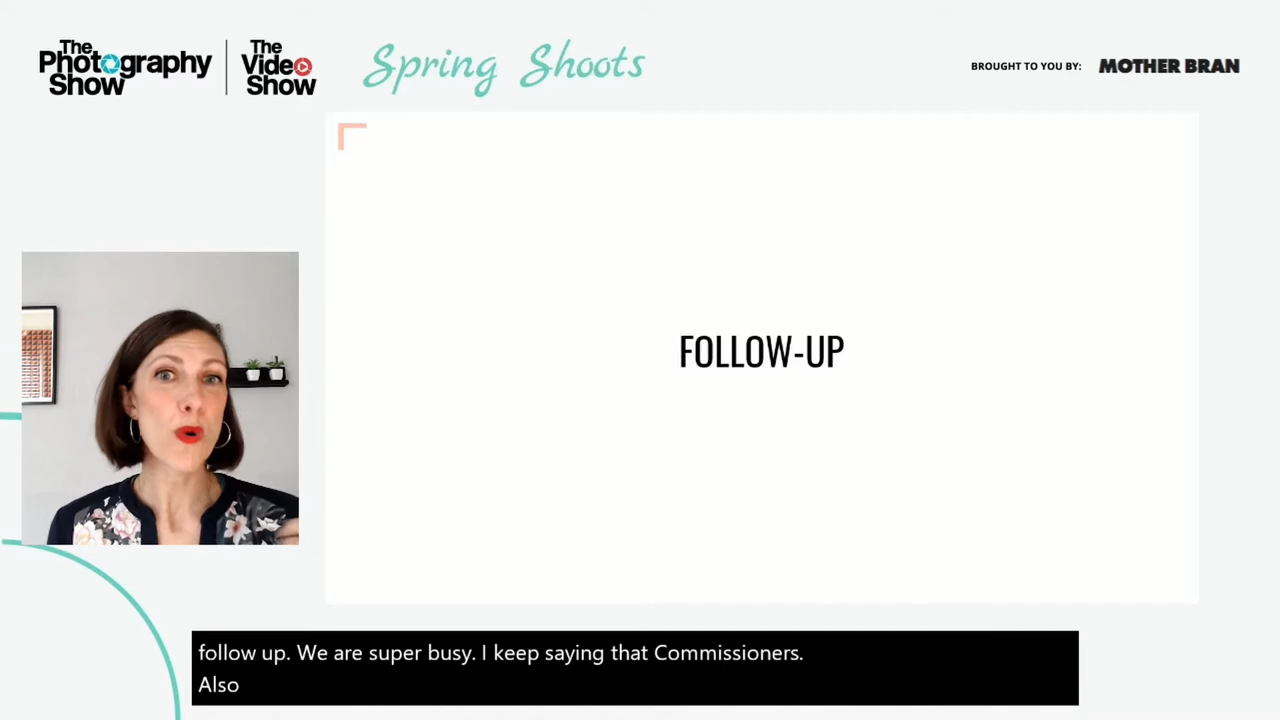 The
Photography
Show
The
Video
Show
Spring Shoots
BROUGHT TO YOU BY:
MOTHER BRAN
FOLLOW-UP
follow up. We are super busy. I keep saying that Commissioners.
Also